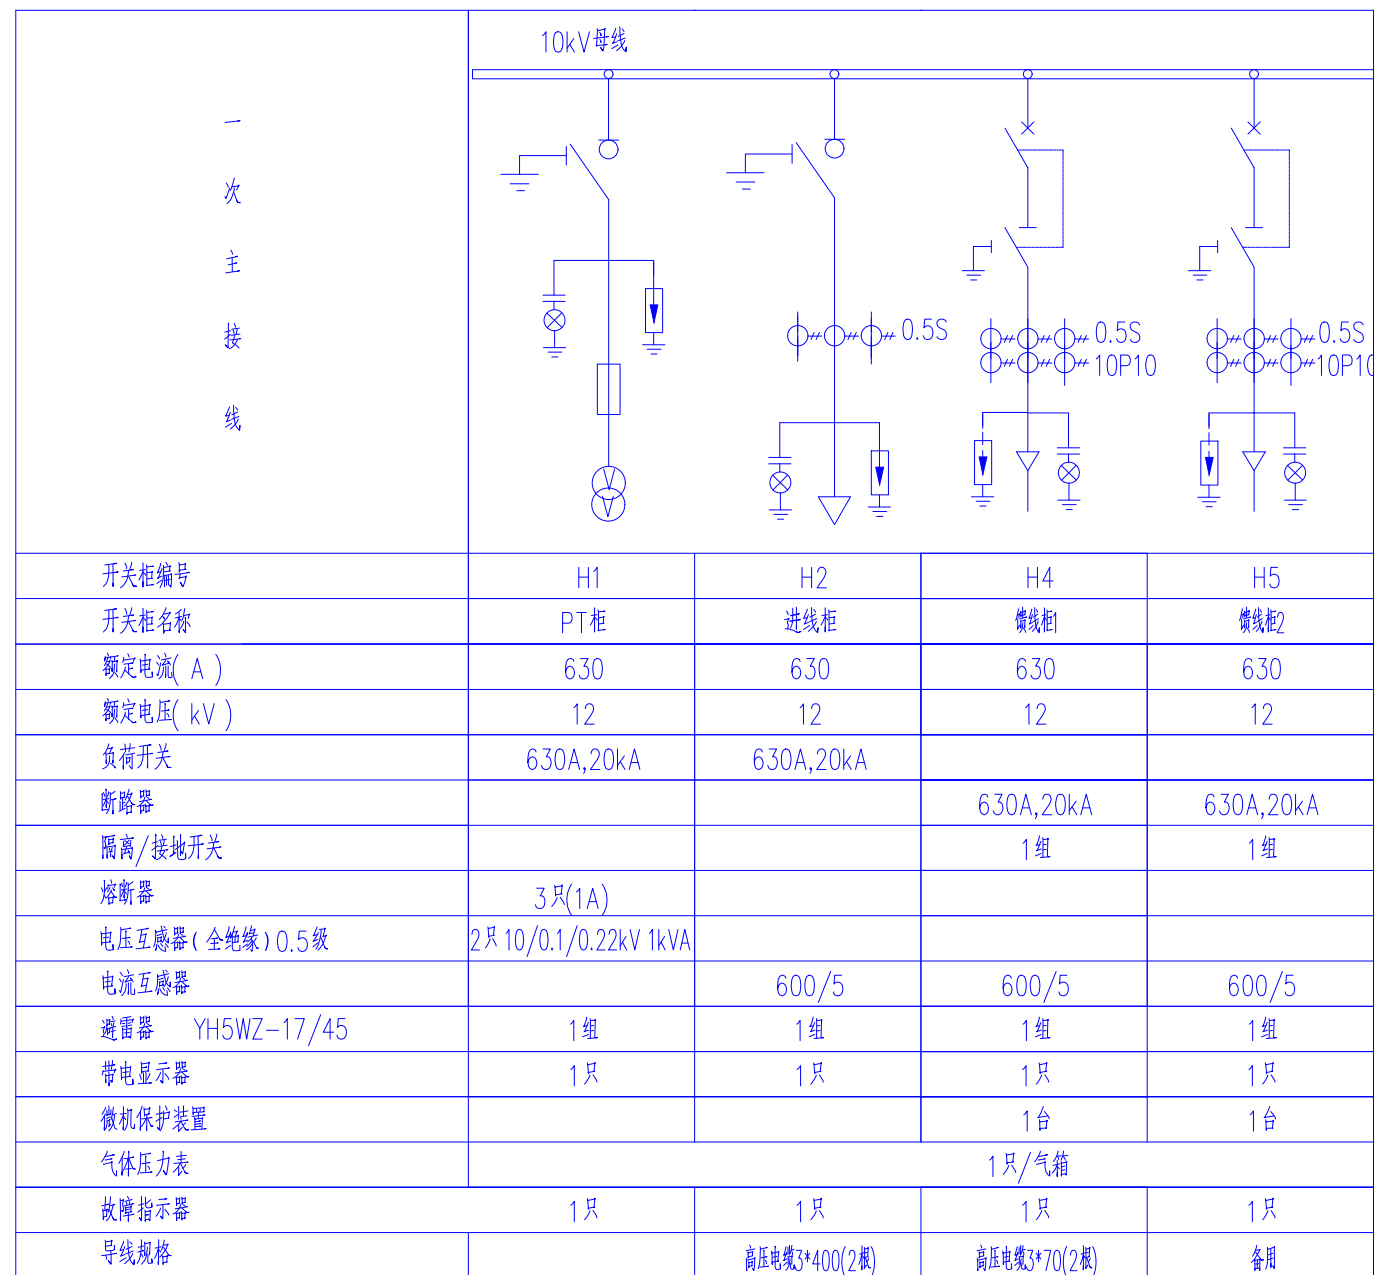 10kV母线
一
次
主
接
线
0.5S
0.5S
10P10
0.5S
10P10
开关柜编号 H1 H2 H4 H5
开关柜名称 PT柜 进线柜 馈线柜1 馈线柜2
额定电流( A ) 630 630 630 630
额定电压( kV ) 12 12 12 12
负荷开关 630A,20kA 630A,20kA
断路器 630A,20kA 630A,20kA
隔离/接地开关 1组 1组
熔断器 3只(1A)
电压互感器(全绝缘)0.5级 2只10/0.1/0.22kV 1kVA
电流互感器 600/5 600/5 600/5
避雷器 YH5WZ-17/45 1组 1组 1组 1组
带电显示器 1只 1只 1只 1只
微机保护装置 1台 1台
气体压力表 1只/气箱
故障指示器 1只 1只 1只 1只
导线规格 高压电缆3*400(2根) 高压电缆3*70(2根) 备用